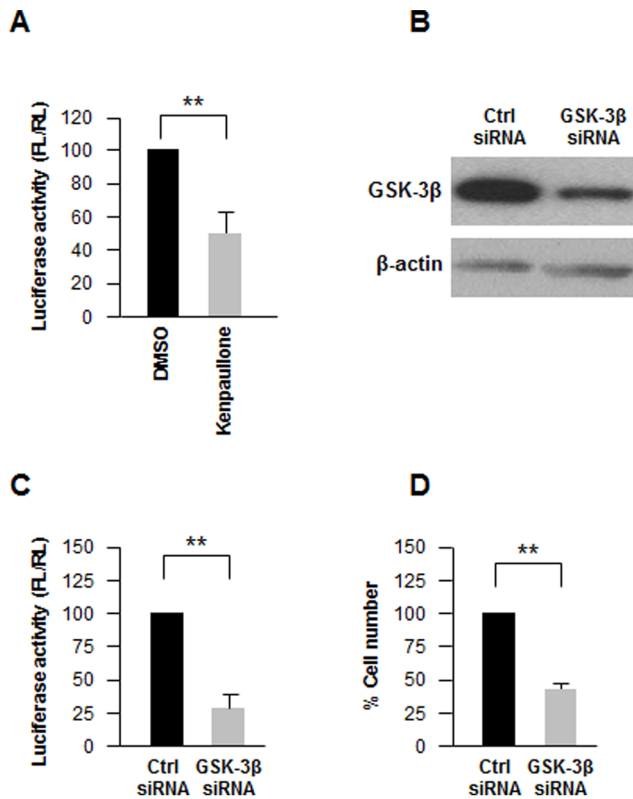 A
Luciferase activity (FL/RL)
120
100
80
60
40
20
0
**
DMSO
Kenpaullone
B
Ctrl siRNA
GSK-3β siRNA
GSK-3β
β-actin
C
Luciferase activity (FL/RL)
150
125
100
75
50
25
0
**
Ctrl siRNA
GSK-3β siRNA
D
% Cell number
150
125
100
75
50
25
0
**
Ctrl siRNA
GSK-3β siRNA